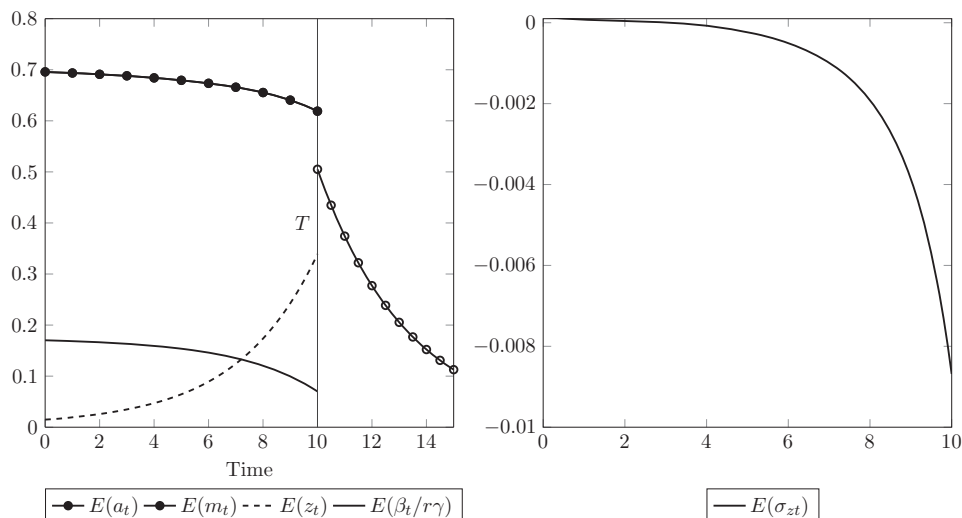 0.8
0.7
0.6
0.5
0.4
0.3
0.2
0.1
0
T
0 2 4 6 8 10 12 14
Time
E(a_t) E(m_t) E(z_t) E(β_t/rγ)
0
−0.002
−0.004
−0.006
−0.008
−0.01
0 2 4 6 8 10
E(σ_{zt})